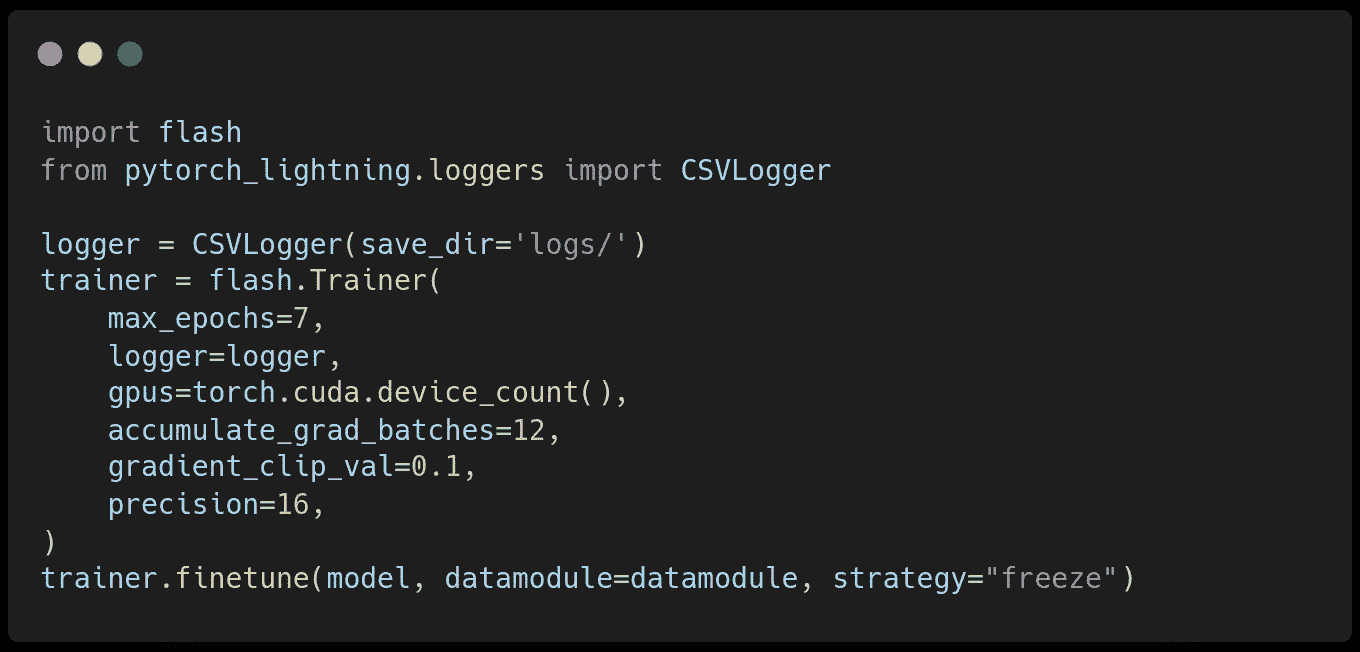 import flash
from pytorch_lightning.loggers import CSVLogger

logger = CSVLogger(save_dir='logs/')
trainer = flash.Trainer(
    max_epochs=7,
    logger=logger,
    gpus=torch.cuda.device_count(),
    accumulate_grad_batches=12,
    gradient_clip_val=0.1,
    precision=16,
)
trainer.finetune(model, datamodule=datamodule, strategy="freeze")